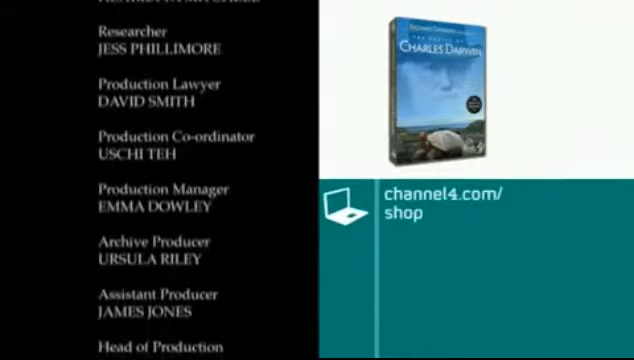 Researcher
JESS PHILLIMORE
Production Lawyer
DAVID SMITH
Production Co-ordinator
USCHI TEH
Production Manager
EMMA DOWLEY
Archive Producer
URSULA RILEY
Assistant Producer
JAMES JONES
Head of Production
CHARLES DARWIN
channel4.com/
shop